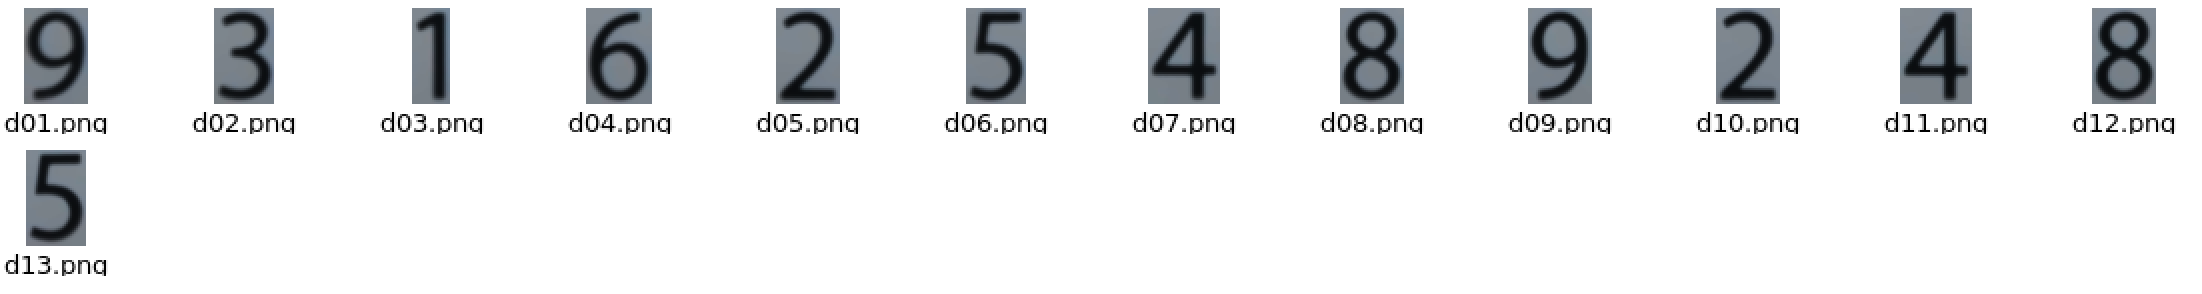 9 3 1 6 2 5 4 8 9 2 4 8
d01.png d02.png d03.png d04.png d05.png d06.png d07.png d08.png d09.png d10.png d11.png d12.png
5
d13.png